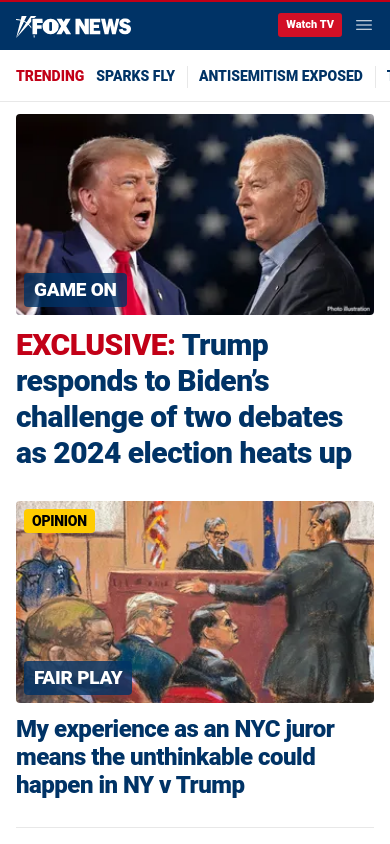 FOX NEWS
Watch TV
TRENDING SPARKS FLY ANTISEMITISM EXPOSED
GAME ON
Photo illustration
EXCLUSIVE: Trump
responds to Biden’s
challenge of two debates
as 2024 election heats up
OPINION
FAIR PLAY
My experience as an NYC juror
means the unthinkable could
happen in NY v Trump